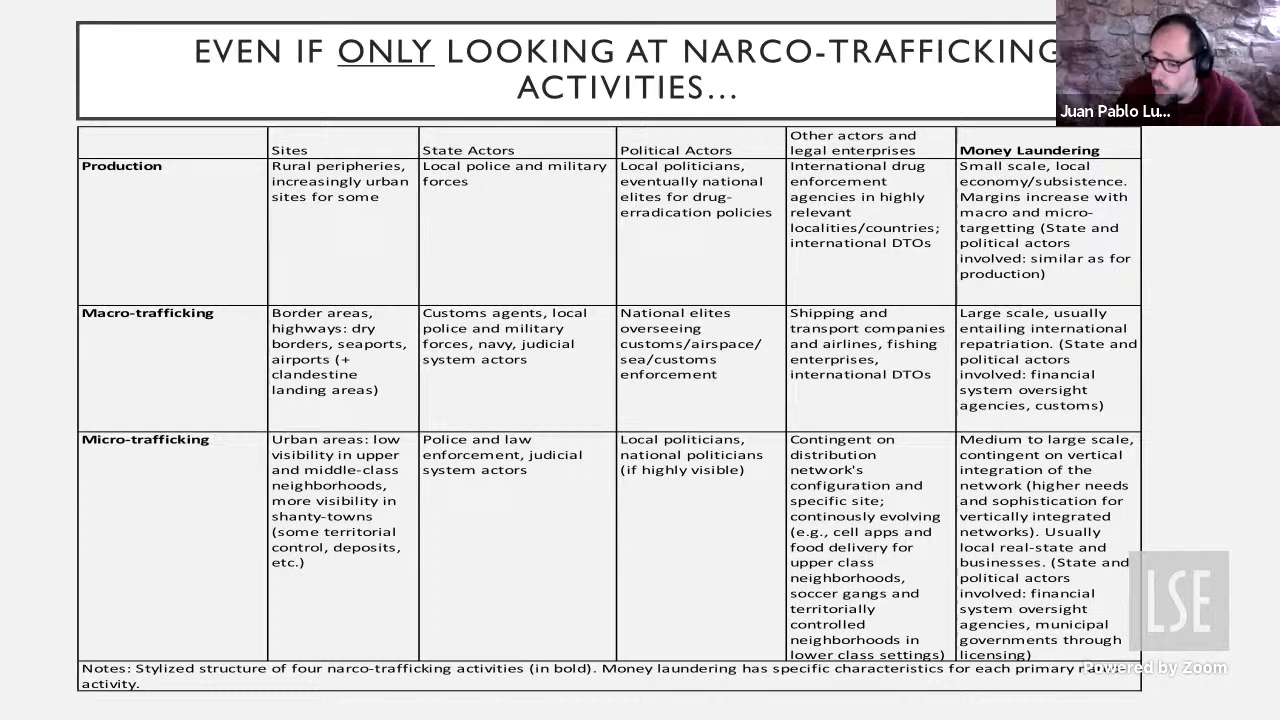 EVEN IF ONLY LOOKING AT NARCO-TRAFFICKING
ACTIVITIES…
Juan Pablo Lu...
Sites
State Actors
Political Actors
Other actors and
legal enterprises
Money Laundering
Production
Rural peripheries,
increasingly urban
sites for some
Local police and military
forces
Local politicians,
eventually national
elites for drug-
erradication policies
International drug
enforcement
agencies in highly
relevant
localities/countries;
international DTOs
Small scale, local
economy/subsistence.
Margins increase with
macro and micro-
targetting (State and
political actors
involved: similar as for
production)
Macro-trafficking
Border areas,
highways: dry
borders, seaports,
airports (+
clandestine
landing areas)
Customs agents, local
police and military
forces, navy, judicial
system actors
National elites
overseeing
customs/airspace/
sea/customs
enforcement
Shipping and
transport companies
and airlines, fishing
enterprises,
international DTOs
Large scale, usually
entailing international
repatriation. (State and
political actors
involved: financial
system oversight
agencies, customs)
Micro-trafficking
Urban areas: low
visibility in upper
and middle-class
neighborhoods,
more visibility in
shanty-towns
(some territorial
control, deposits,
etc.)
Police and law
enforcement, judicial
system actors
Local politicians,
national politicians
(if highly visible)
Contingent on
distribution
network's
configuration and
specific site;
continously evolving
(e.g., cell apps and
food delivery for
upper class
neighborhoods,
soccer gangs and
territorially
controlled
neighborhoods in
lower class settings)
Medium to large scale,
contingent on vertical
integration of the
network (higher needs
and sophistication for
vertically integrated
networks). Usually
local real-state and
businesses. (State and
political actors
involved: financial
system oversight
agencies, municipal
governments through
licensing)
Notes: Stylized structure of four narco-trafficking activities (in bold). Money laundering has specific characteristics for each primary
activity.
LSE
Powered by Zoom